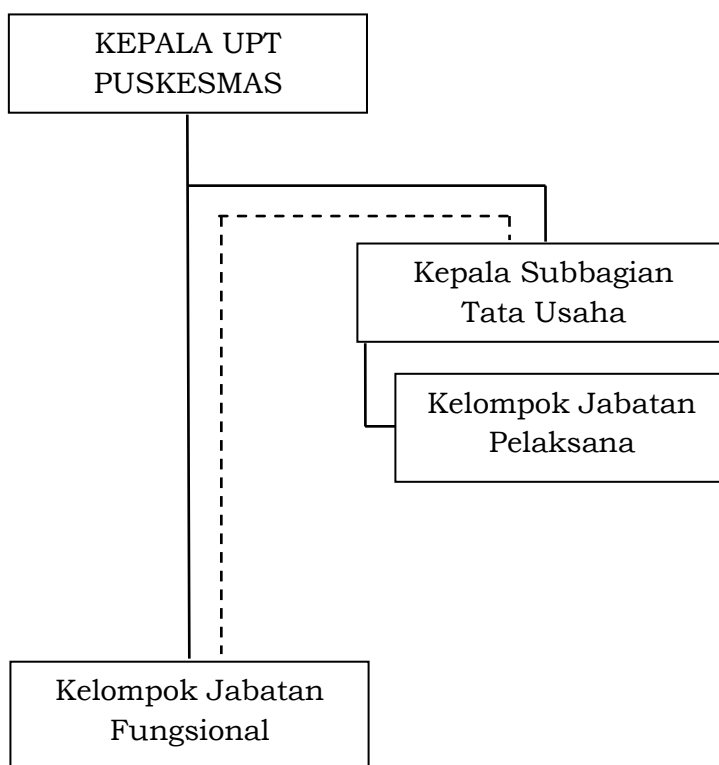 KEPALA UPT
PUSKESMAS
Kepala Subbagian
Tata Usaha
Kelompok Jabatan
Pelaksana
Kelompok Jabatan
Fungsional